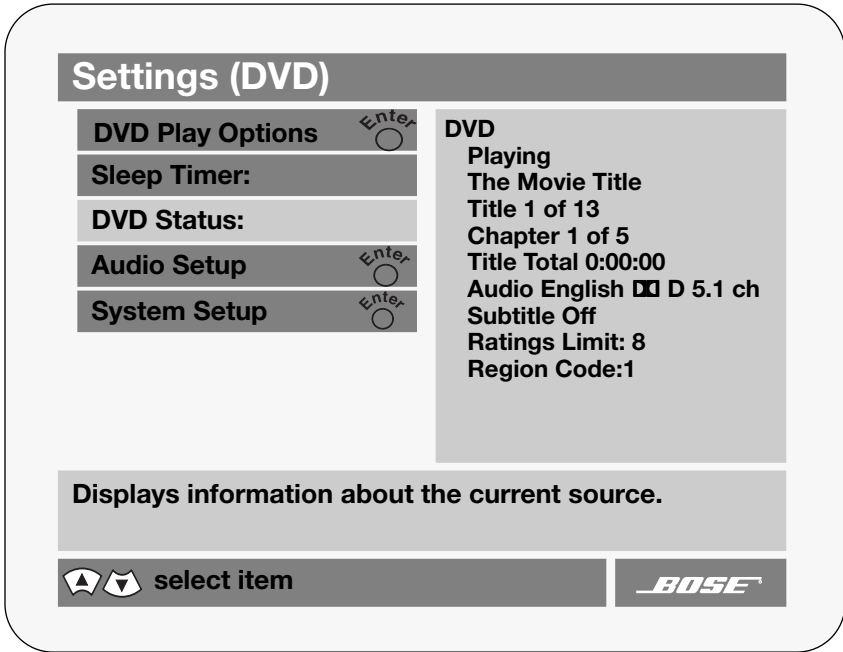 Settings (DVD)
DVD Play Options Enter
Sleep Timer:
DVD Status:
Audio Setup Enter
System Setup Enter
DVD
Playing
The Movie Title
Title 1 of 13
Chapter 1 of 5
Title Total 0:00:00
Audio English DD D 5.1 ch
Subtitle Off
Ratings Limit: 8
Region Code:1
Displays information about the current source.
select item
BOSE